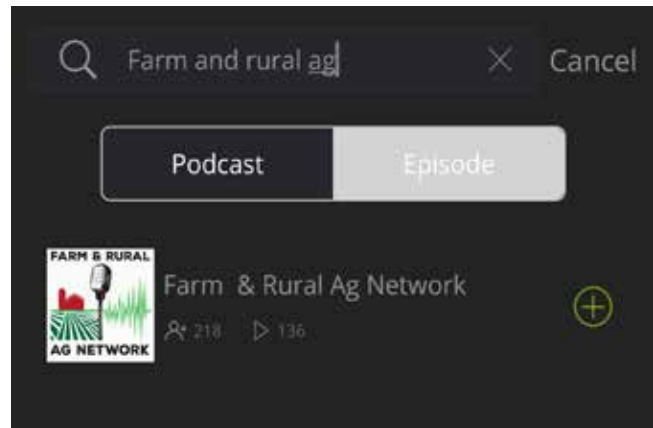 Farm and rural ag
Cancel
Podcast
Episode
FARM & RURAL
AG NETWORK
Farm & Rural Ag Network
218
136